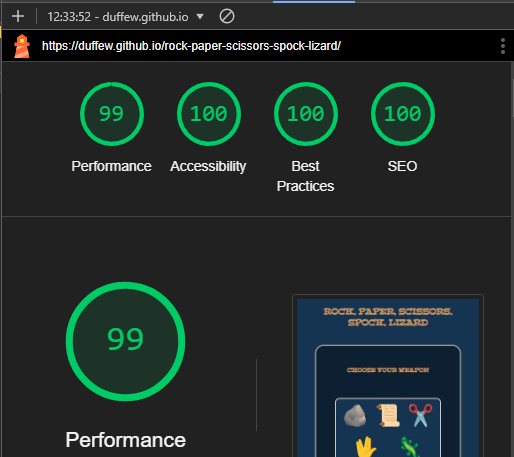 12:33:52 - duffew.github.io
https://duffew.github.io/rock-paper-scissors-spock-lizard/
99
100
100
100
Performance
Accessibility
Best
Practices
SEO
99
Performance
ROCK, PAPER, SCISSORS,
SPOCK, LIZARD
CHOOSE YOUR WEAPON